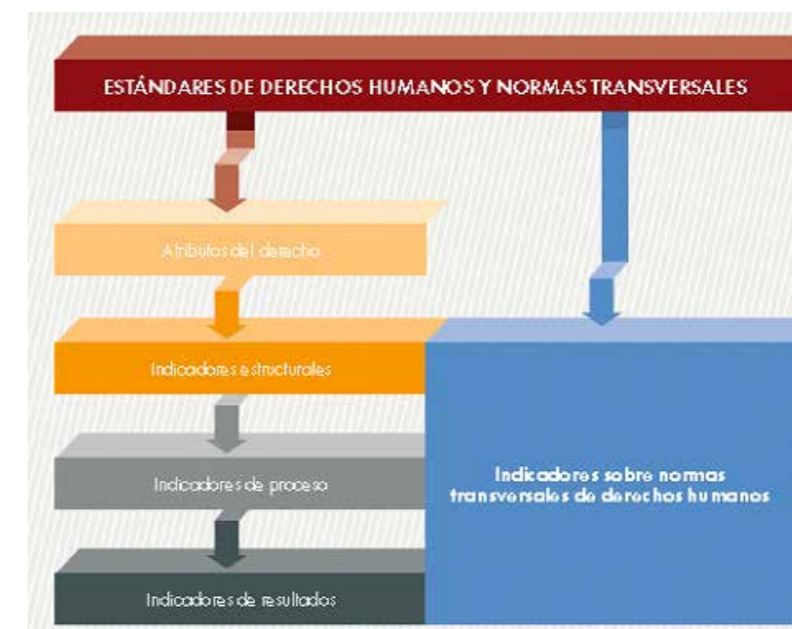 ESTÁNDARES DE DERECHOS HUMANOS Y NORMAS TRANSVERSALES
Atributos del derecho
Indicadores estructurales
Indicadores de proceso
Indicadores de resultados
Indicadores sobre normas
transversales de derechos humanos